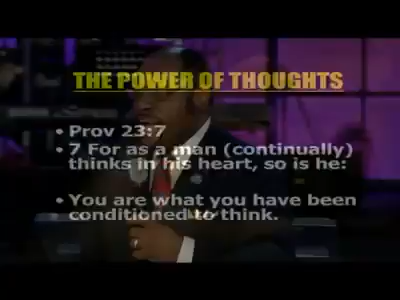 THE POWER OF THOUGHTS
• Prov 23:7
• 7 For as a man (continually)
thinks in his heart, so is he:
• You are what you have been
conditioned to think.